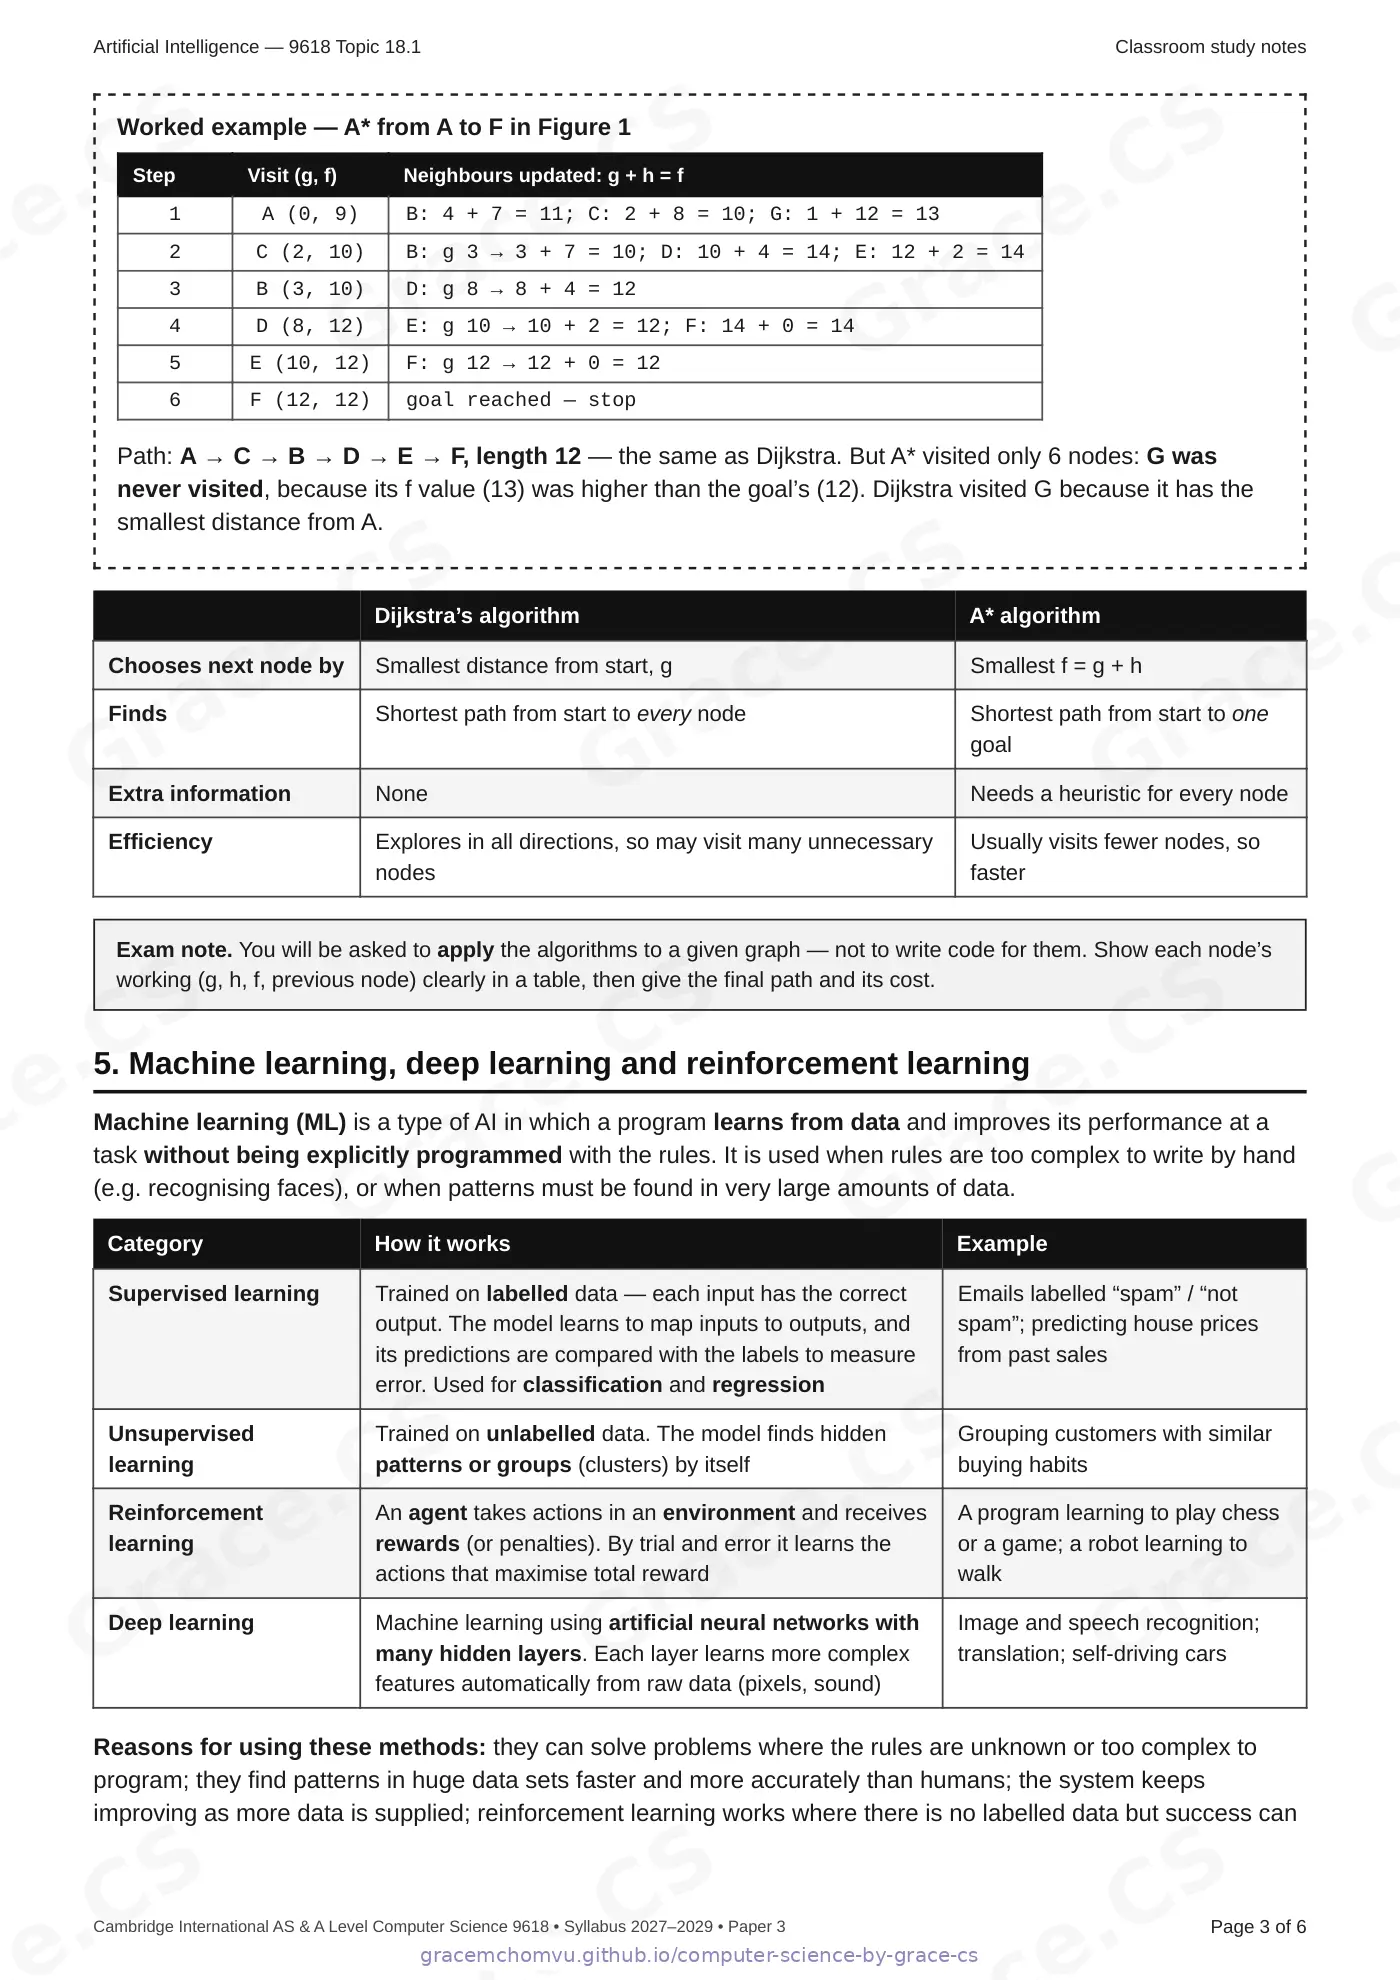 Artificial Intelligence — 9618 Topic 18.1 Classroom study notes
Worked example — A* from A to F in Figure 1
Step Visit (g, f) Neighbours updated: g + h = f
1 A (0, 9) B: 4 + 7 = 11; C: 2 + 8 = 10; G: 1 + 12 = 13
2 C (2, 10) B: g 3 → 3 + 7 = 10; D: 10 + 4 = 14; E: 12 + 2 = 14
3 B (3, 10) D: g 8 → 8 + 4 = 12
4 D (8, 12) E: g 10 → 10 + 2 = 12; F: 14 + 0 = 14
5 E (10, 12) F: g 12 → 12 + 0 = 12
6 F (12, 12) goal reached — stop
Path: A → C → B → D → E → F, length 12 — the same as Dijkstra. But A* visited only 6 nodes: G was
never visited, because its f value (13) was higher than the goal’s (12). Dijkstra visited G because it has the
smallest distance from A.
Dijkstra’s algorithm A* algorithm
Chooses next node by Smallest distance from start, g Smallest f = g + h
Finds Shortest path from start to every node Shortest path from start to one
goal
Extra information None Needs a heuristic for every node
Efficiency Explores in all directions, so may visit many unnecessary Usually visits fewer nodes, so
nodes faster
Exam note. You will be asked to apply the algorithms to a given graph — not to write code for them. Show each node’s
working (g, h, f, previous node) clearly in a table, then give the final path and its cost.
5. Machine learning, deep learning and reinforcement learning
Machine learning (ML) is a type of AI in which a program learns from data and improves its performance at a
task without being explicitly programmed with the rules. It is used when rules are too complex to write by hand
(e.g. recognising faces), or when patterns must be found in very large amounts of data.
Category How it works Example
Supervised learning Trained on labelled data — each input has the correct Emails labelled “spam” / “not
output. The model learns to map inputs to outputs, and spam”; predicting house prices
its predictions are compared with the labels to measure from past sales
error. Used for classification and regression
Unsupervised Trained on unlabelled data. The model finds hidden Grouping customers with similar
learning patterns or groups (clusters) by itself buying habits
Reinforcement An agent takes actions in an environment and receives A program learning to play chess
learning rewards (or penalties). By trial and error it learns the or a game; a robot learning to
actions that maximise total reward walk
Deep learning Machine learning using artificial neural networks with Image and speech recognition;
many hidden layers. Each layer learns more complex translation; self-driving cars
features automatically from raw data (pixels, sound)
Reasons for using these methods: they can solve problems where the rules are unknown or too complex to
program; they find patterns in huge data sets faster and more accurately than humans; the system keeps
improving as more data is supplied; reinforcement learning works where there is no labelled data but success can
Cambridge International AS & A Level Computer Science 9618 • Syllabus 2027–2029 • Paper 3 Page 3 of 6
gracemchomvu.github.io/computer-science-by-grace-cs
Grace.CS